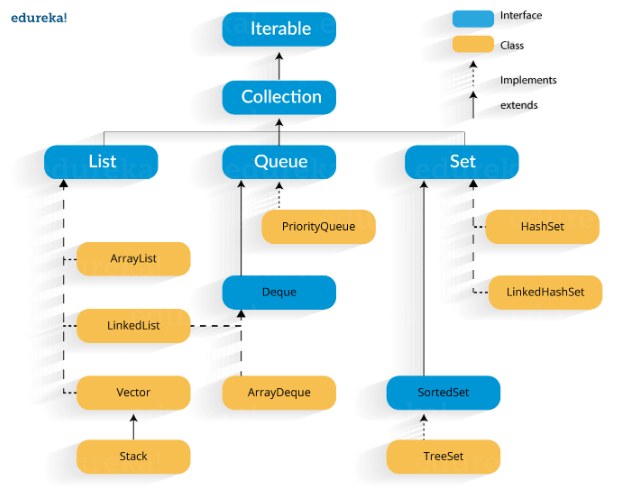 edureka!
Iterable
Interface
Class
Collection
Implements
extends
List
Queue
Set
PriorityQueue
HashSet
ArrayList
Deque
LinkedHashSet
LinkedList
Vector
ArrayDeque
SortedSet
Stack
TreeSet